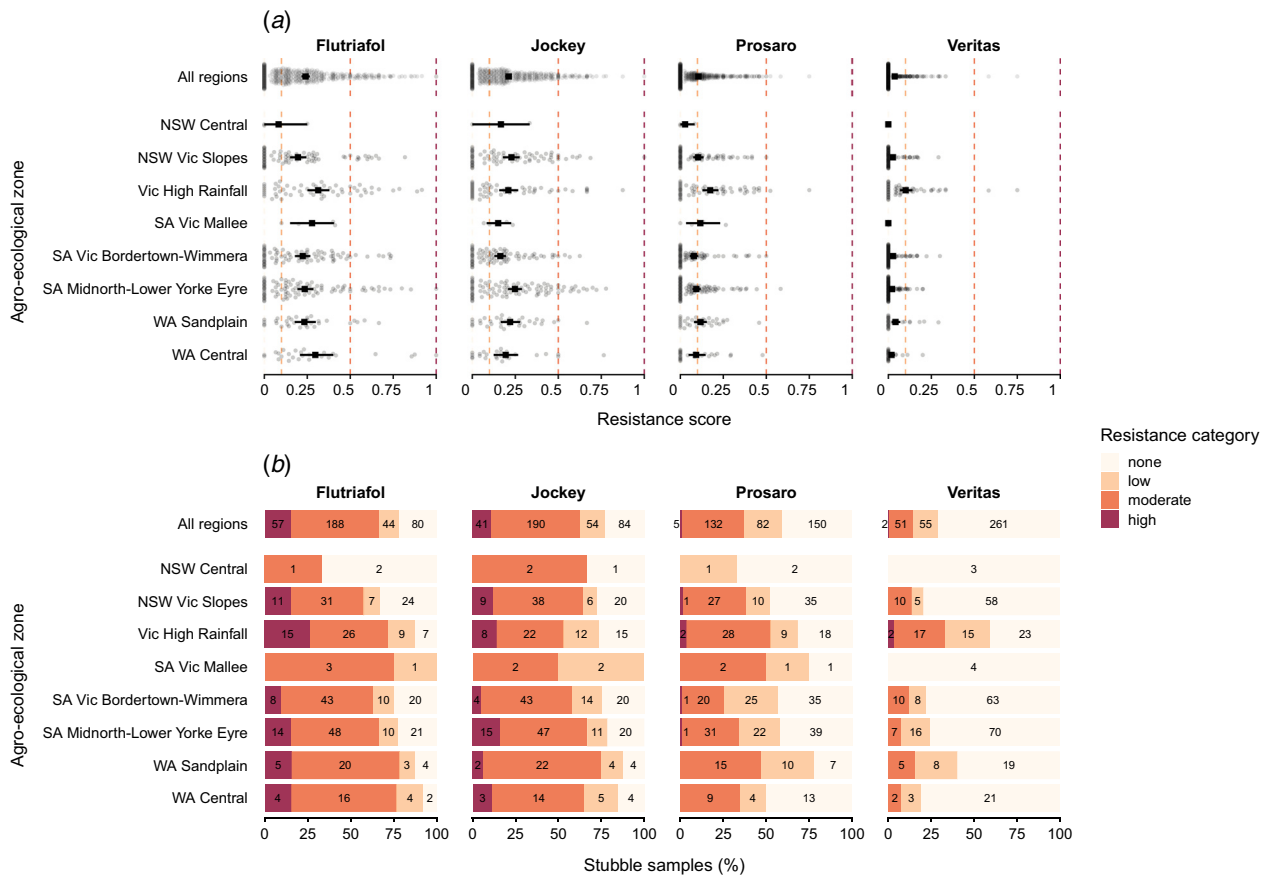 (a)
Flutriafol Jockey Prosaro Veritas
All regions
NSW Central
NSW Vic Slopes
Vic High Rainfall
SA Vic Mallee
SA Vic Bordertown-Wimmera
SA Midnorth-Lower Yorke Eyre
WA Sandplain
WA Central
Agro-ecological zone
0 0.25 0.5 0.75 1 0 0.25 0.5 0.75 1 0 0.25 0.5 0.75 1 0 0.25 0.5 0.75 1
Resistance score
Resistance category
none
low
moderate
high
(b)
Flutriafol Jockey Prosaro Veritas
All regions 57 188 44 80 41 190 54 84 5 132 82 150 2 51 55 261
NSW Central 1 2 2 1 1 2 3
NSW Vic Slopes 11 31 7 24 9 38 6 20 1 27 10 35 10 5 58
Vic High Rainfall 15 26 9 7 8 22 12 15 2 28 9 18 2 17 15 23
SA Vic Mallee 3 1 2 2 2 1 1 4
SA Vic Bordertown-Wimmera 8 43 10 20 4 43 14 20 1 20 25 35 10 8 63
SA Midnorth-Lower Yorke Eyre 14 48 10 21 15 47 11 20 1 31 22 39 7 16 70
WA Sandplain 5 20 3 4 2 22 4 4 15 10 7 5 8 19
WA Central 4 16 4 2 3 14 5 4 9 4 13 2 3 21
Agro-ecological zone
0 25 50 75 100 0 25 50 75 100 0 25 50 75 100 0 25 50 75 100
Stubble samples (%)